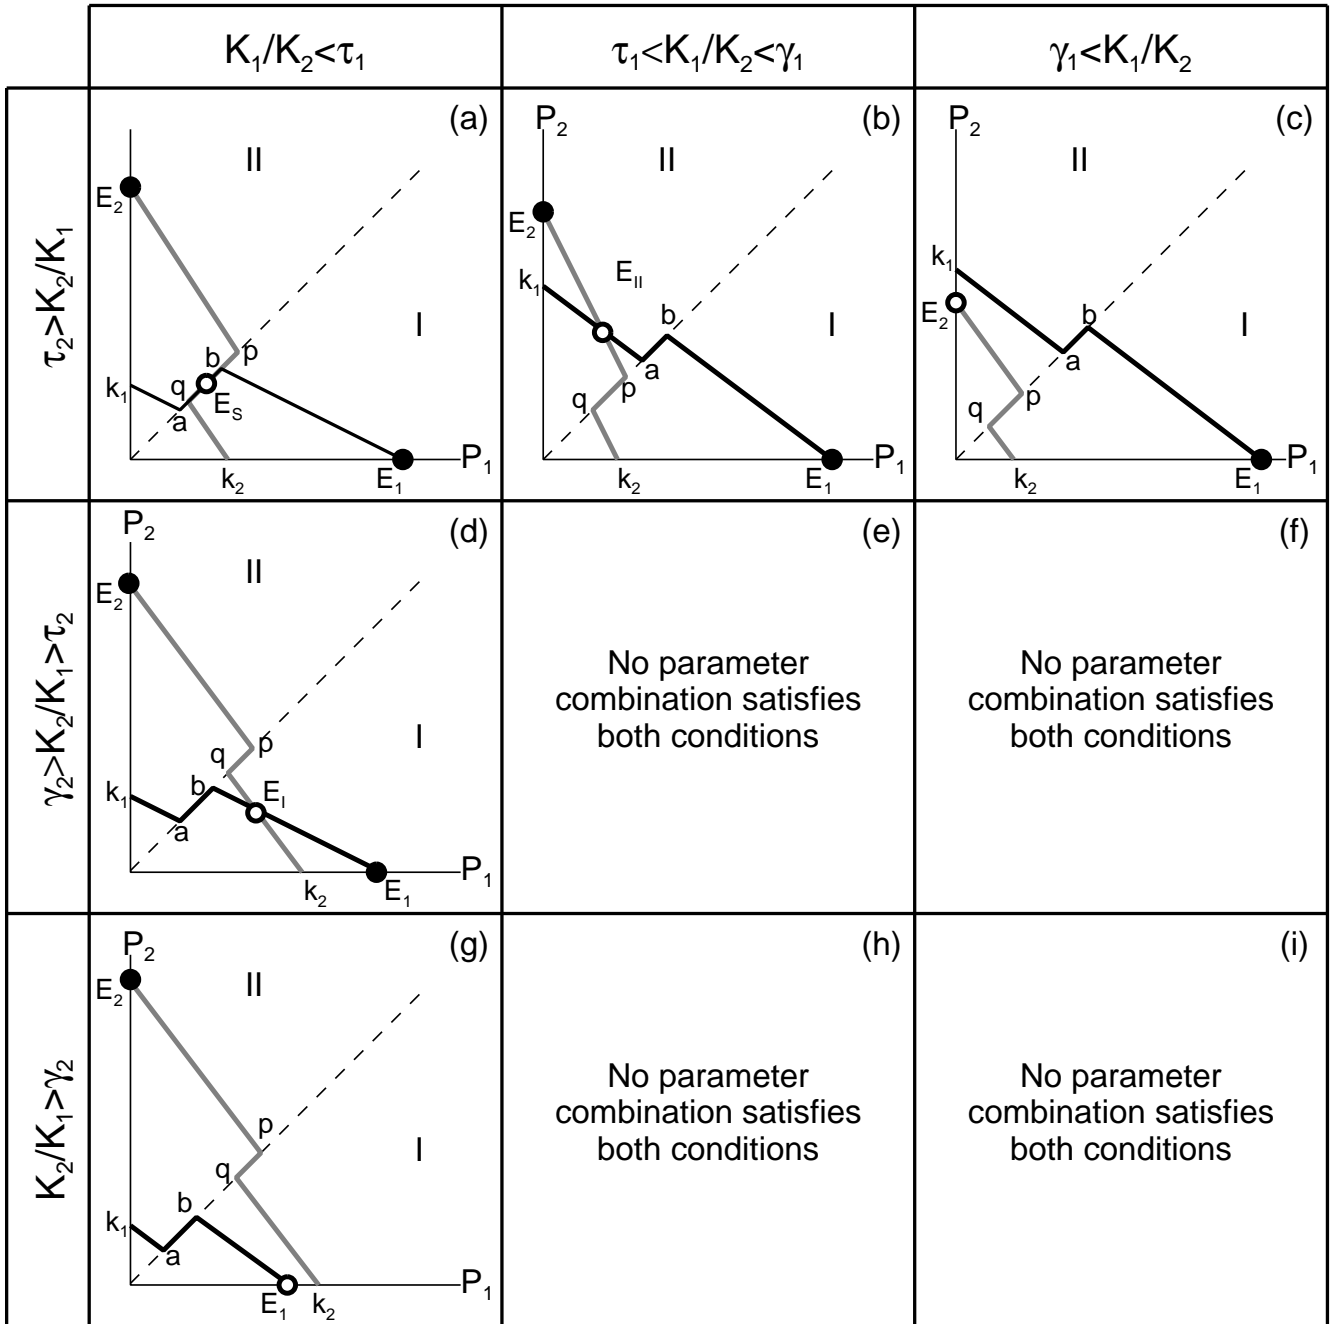 K₁/K₂<τ₁
τ₁<K₁/K₂<γ₁
γ₁<K₁/K₂
τ₂>K₂/K₁
(a)
II
E₂
I
p
b
q
E_S
k₁
a
P₁
k₂
E₁
P₂
(b)
II
E₂
E_II
k₁
b
I
a
p
q
P₁
k₂
E₁
P₂
(c)
II
k₁
E₂
b
I
a
p
q
P₁
k₂
E₁
γ₂>K₂/K₁>τ₂
P₂
(d)
II
E₂
I
p
q
b
E_I
k₁
a
P₁
k₂
E₁
(e)
No parameter
combination satisfies
both conditions
(f)
No parameter
combination satisfies
both conditions
K₂/K₁>γ₂
P₂
(g)
II
E₂
p
I
q
b
k₁
a
P₁
E₁
k₂
(h)
No parameter
combination satisfies
both conditions
(i)
No parameter
combination satisfies
both conditions